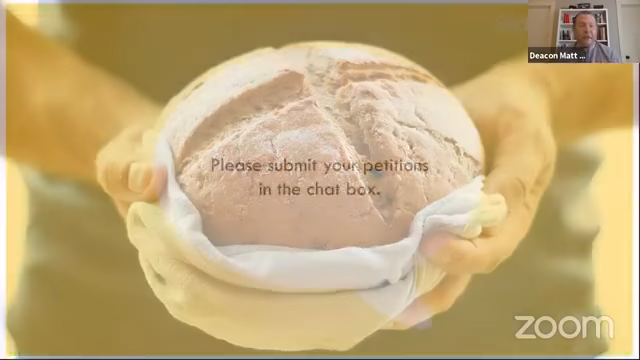 Deacon Matt ...
Please submit your petitions
in the chat box.
zoom